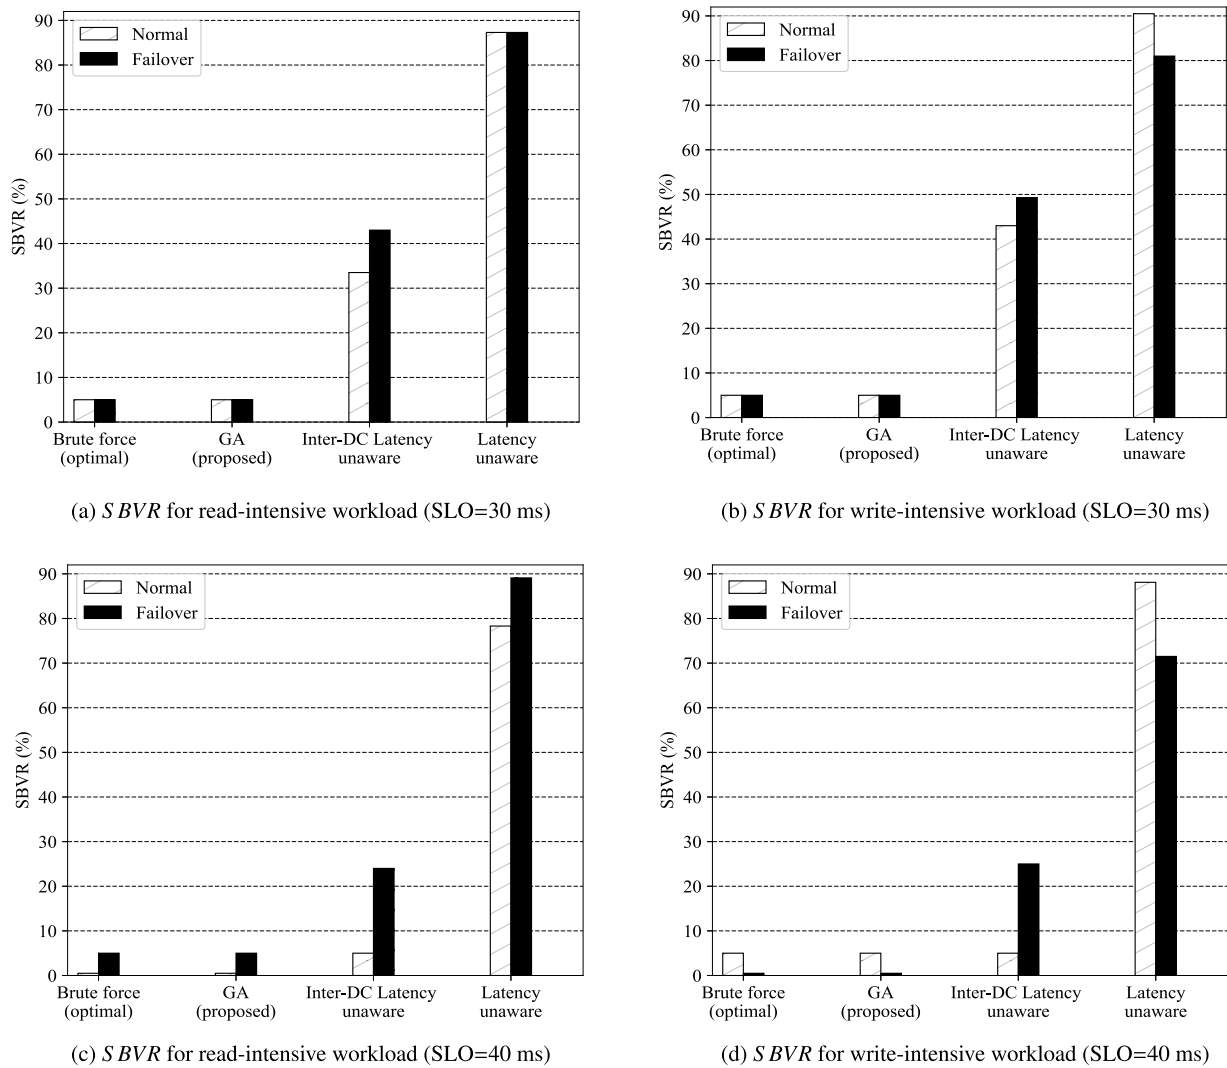 90
80
70
60
50
40
30
20
10
0
SBVR (%)
Normal
Failover
Brute force
(optimal)
GA
(proposed)
Inter-DC Latency
unaware
Latency
unaware
(a) SBVR for read-intensive workload (SLO=30 ms)
90
80
70
60
50
40
30
20
10
0
SBVR (%)
Normal
Failover
Brute force
(optimal)
GA
(proposed)
Inter-DC Latency
unaware
Latency
unaware
(b) SBVR for write-intensive workload (SLO=30 ms)
90
80
70
60
50
40
30
20
10
0
SBVR (%)
Normal
Failover
Brute force
(optimal)
GA
(proposed)
Inter-DC Latency
unaware
Latency
unaware
(c) SBVR for read-intensive workload (SLO=40 ms)
90
80
70
60
50
40
30
20
10
0
SBVR (%)
Normal
Failover
Brute force
(optimal)
GA
(proposed)
Inter-DC Latency
unaware
Latency
unaware
(d) SBVR for write-intensive workload (SLO=40 ms)